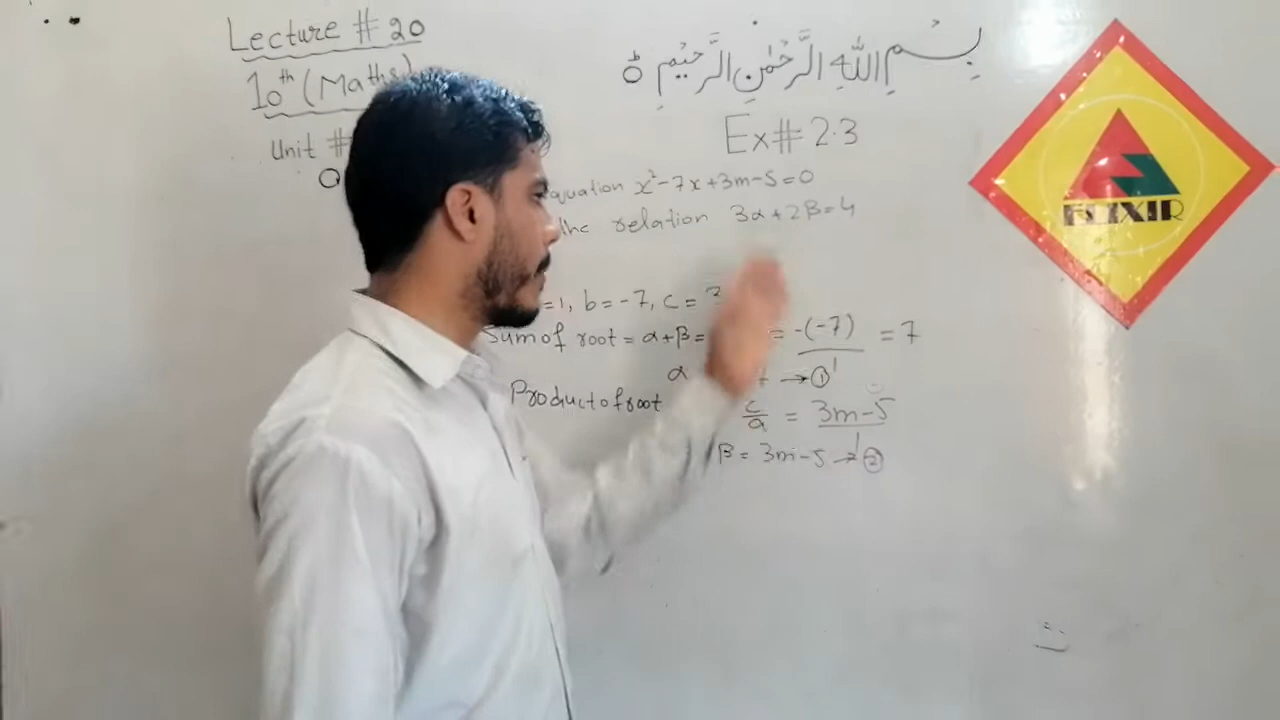 Lecture # 20
10th (Maths)
Unit #
بِسْمِ اللّٰهِ الرَّحْمٰنِ الرَّحِيْمِ
Ex# 2.3
Q
equation x²-7x+3m-5=0
the relation 3α+2β=4
=1, b=-7, c=
Sum of root = α+β= = -(-7)/1 = 7
α → ①
Product of root c/a = 3m-5/1
β = 3m-5 → ②
ELIXIR